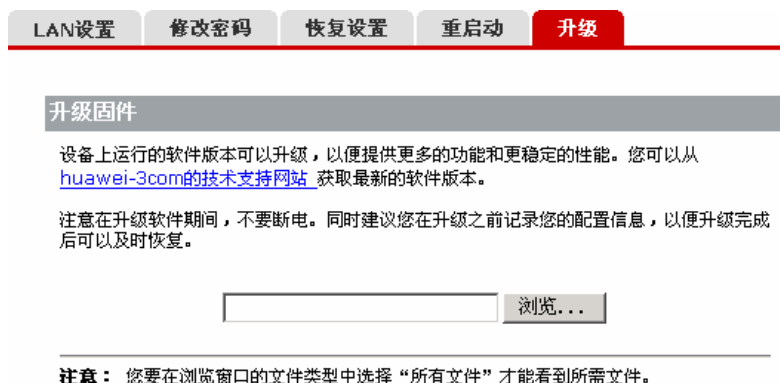 LAN设置 修改密码 恢复设置 重启动 升级
升级固件
设备上运行的软件版本可以升级，以便提供更多的功能和更稳定的性能。您可以从
huawei-3com的技术支持网站 获取最新的软件版本。
注意在升级软件期间，不要断电。同时建议您在升级之前记录您的配置信息，以便升级完成
后可以及时恢复。
浏览...
注意： 您要在浏览窗口的文件类型中选择“所有文件”才能看到所需文件。